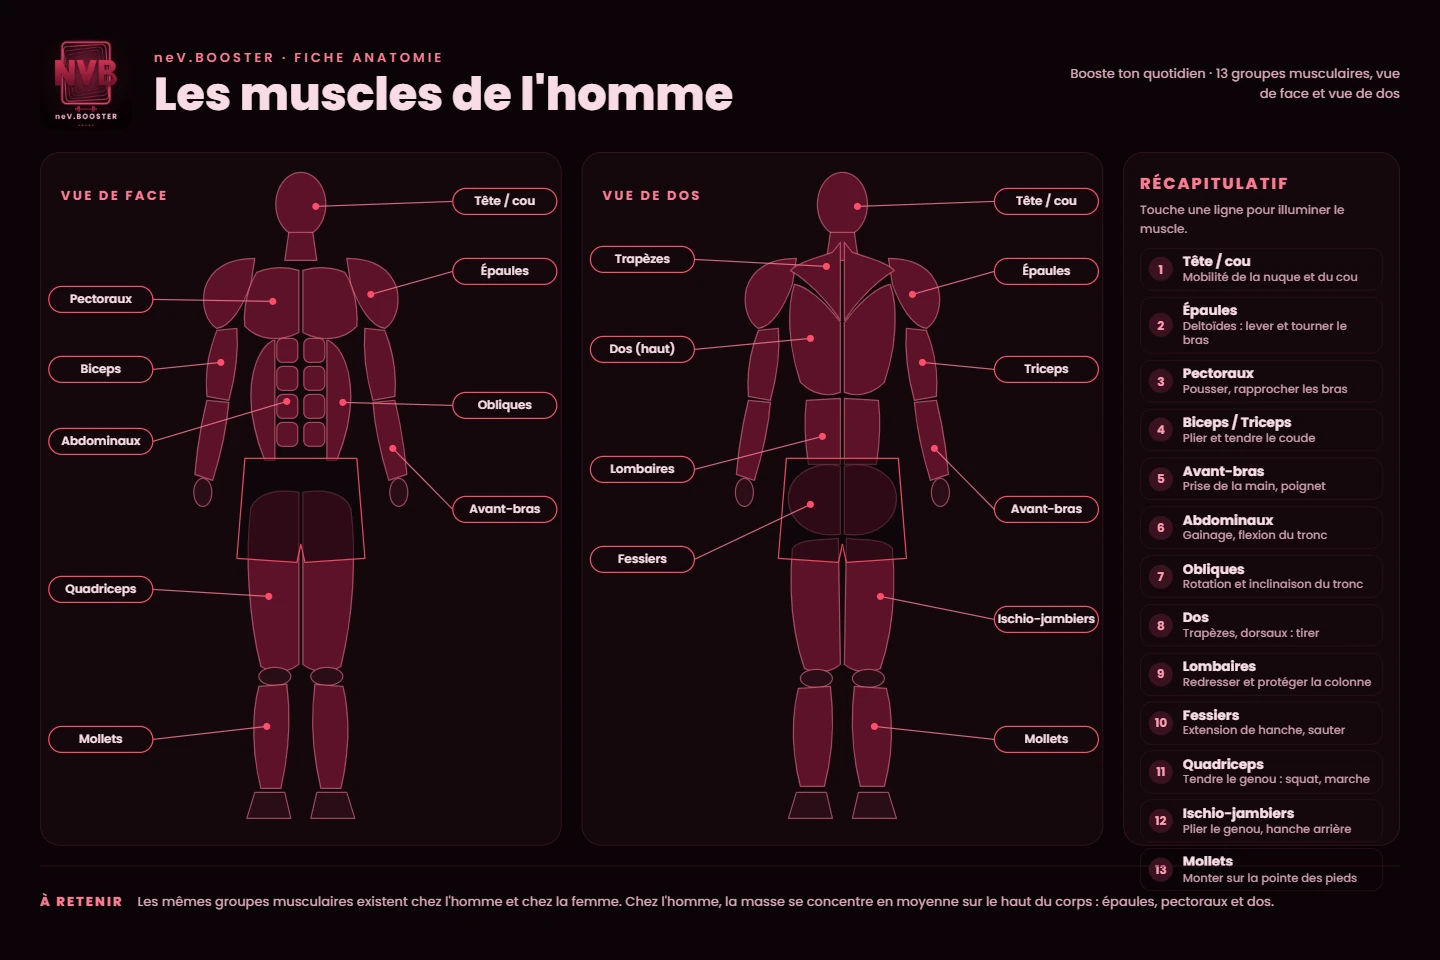 NVB
neV.BOOSTER
neV.BOOSTER · FICHE ANATOMIE
Les muscles de l'homme
Booste ton quotidien · 13 groupes musculaires, vue
de face et vue de dos
VUE DE FACE
Tête / cou
Épaules
Pectoraux
Biceps
Obliques
Abdominaux
Avant-bras
Quadriceps
Mollets
VUE DE DOS
Tête / cou
Trapèzes
Épaules
Dos (haut)
Triceps
Lombaires
Avant-bras
Fessiers
Ischio-jambiers
Mollets
RÉCAPITULATIF
Touche une ligne pour illuminer le
muscle.
1 Tête / cou
Mobilité de la nuque et du cou
2 Épaules
Deltoïdes : lever et tourner le
bras
3 Pectoraux
Pousser, rapprocher les bras
4 Biceps / Triceps
Plier et tendre le coude
5 Avant-bras
Prise de la main, poignet
6 Abdominaux
Gainage, flexion du tronc
7 Obliques
Rotation et inclinaison du tronc
8 Dos
Trapèzes, dorsaux : tirer
9 Lombaires
Redresser et protéger la colonne
10 Fessiers
Extension de hanche, sauter
11 Quadriceps
Tendre le genou : squat, marche
12 Ischio-jambiers
Plier le genou, hanche arrière
13 Mollets
Monter sur la pointe des pieds
À RETENIR Les mêmes groupes musculaires existent chez l'homme et chez la femme. Chez l'homme, la masse se concentre en moyenne sur le haut du corps : épaules, pectoraux et dos.